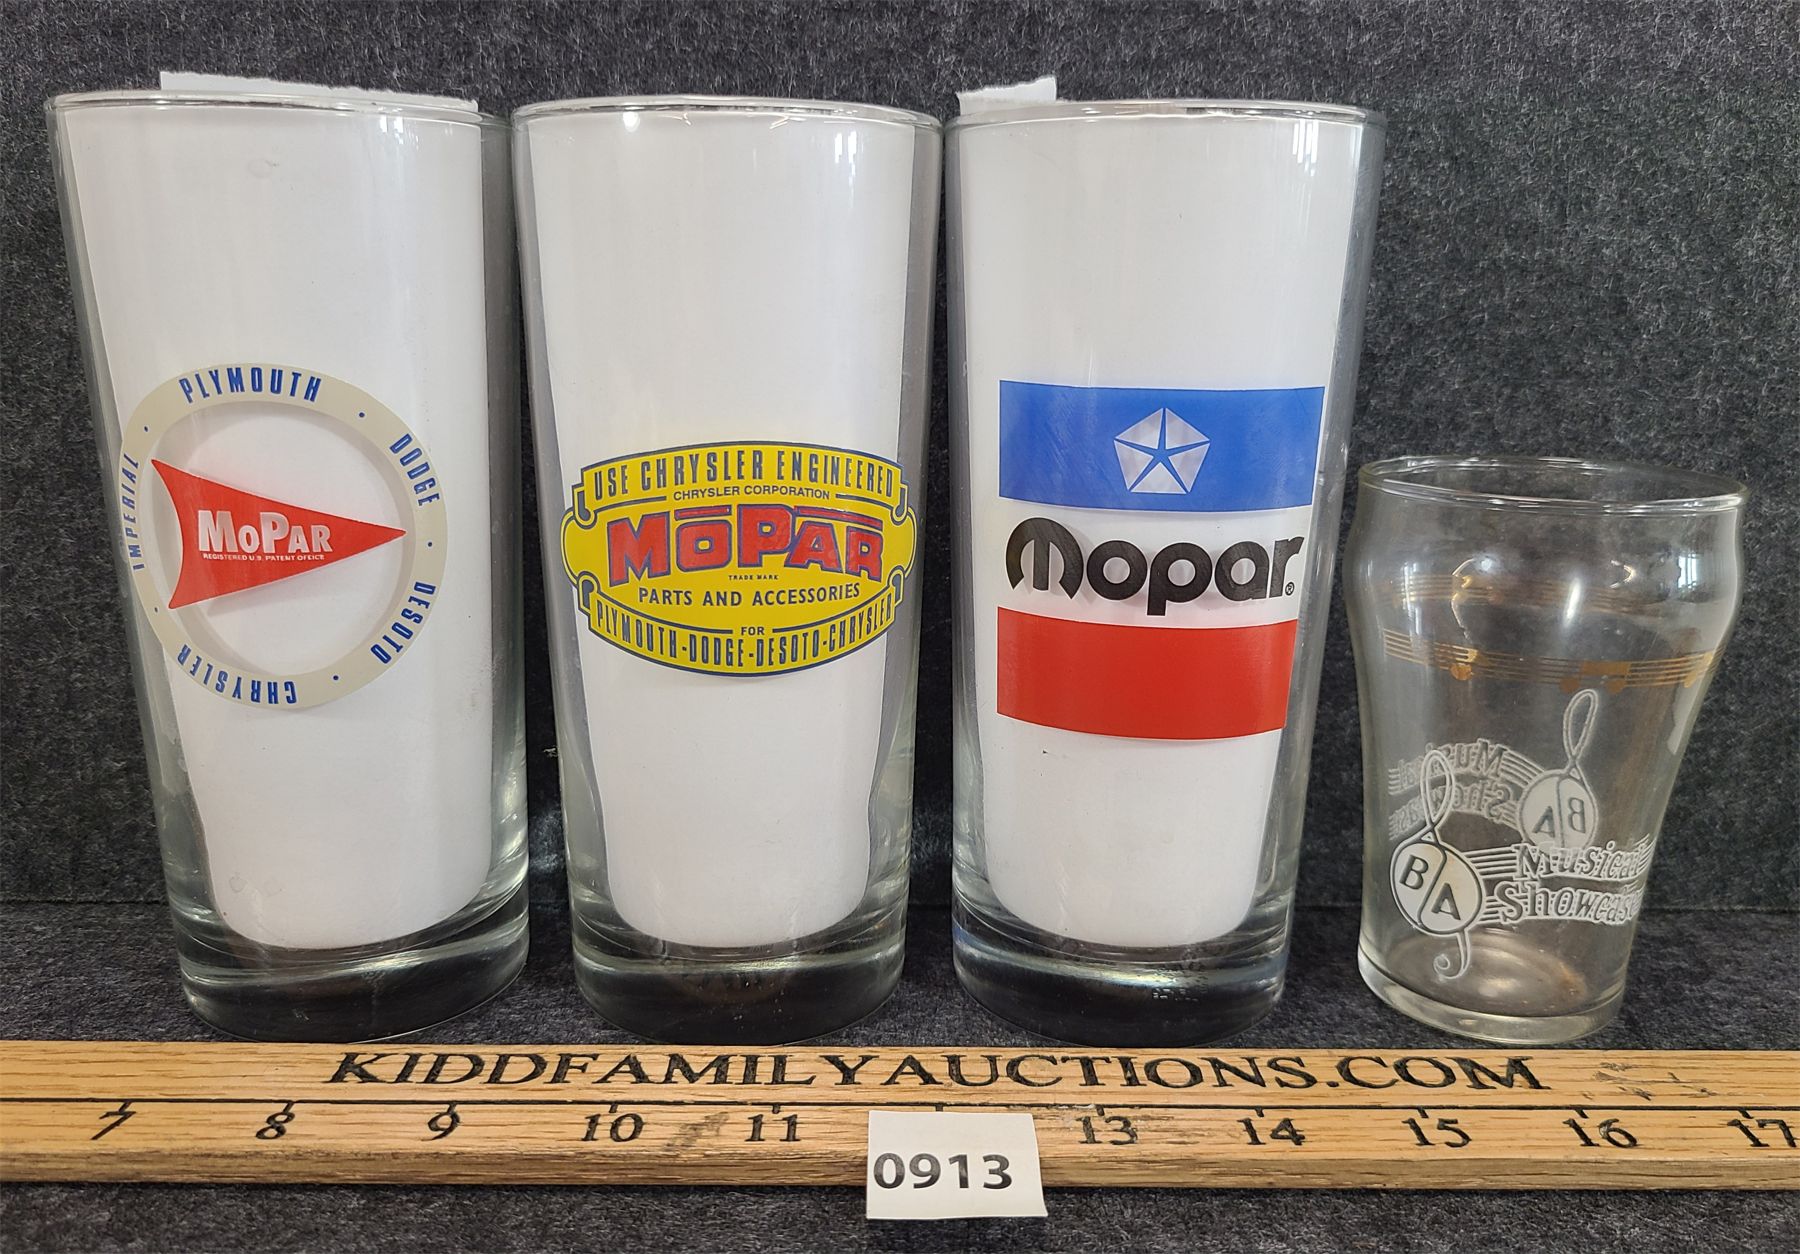 PLYMOUTH · DODGE · DESOTO · CHRYSLER · IMPERIAL ·
MOPAR
REGISTERED U.S. PATENT OFFICE
USE CHRYSLER ENGINEERED
CHRYSLER CORPORATION
MOPAR
TRADE MARK
PARTS AND ACCESSORIES
FOR
PLYMOUTH-DODGE-DESOTO-CHRYSLER
mopar®
BA
Musical
Showcase
BA
Musical
Showcase
KIDDFAMILYAUCTIONS.COM
7 8 9 10 11 13 14 15 16 17
0913